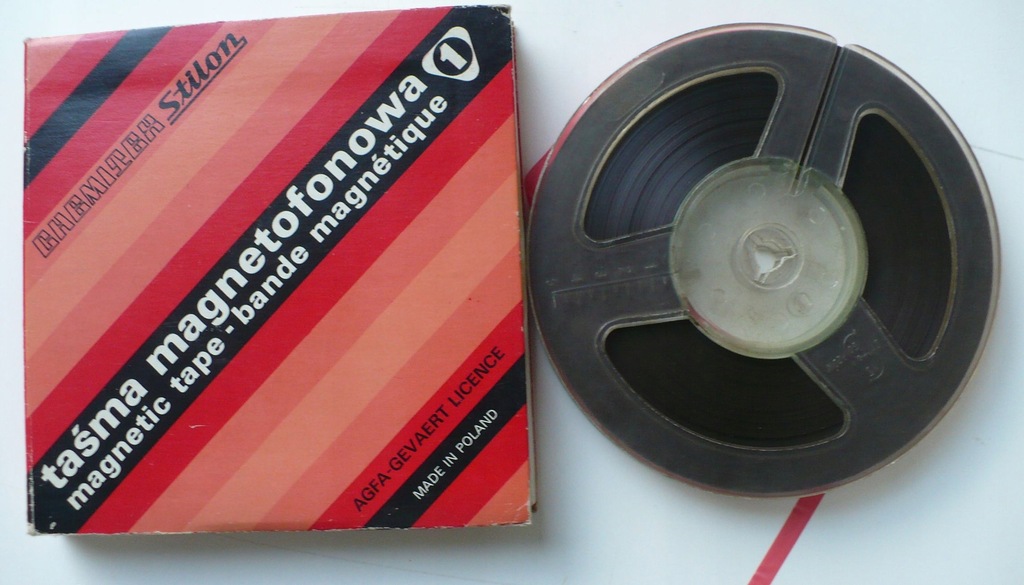 CHEMITEX Stilon
taśma magnetofonowa 1
magnetic tape - bande magnétique
AGFA-GEVAERT LICENCE
MADE IN POLAND